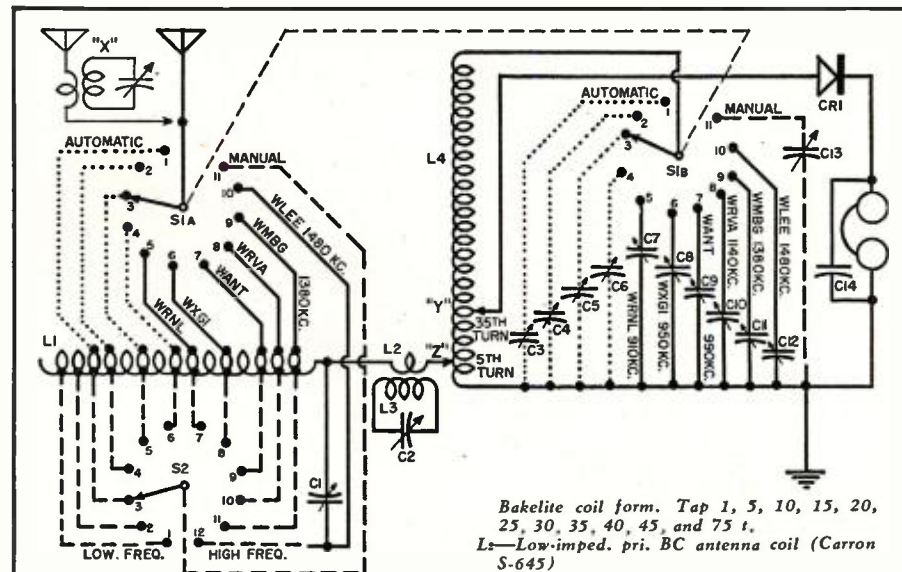 "X"
AUTOMATIC
1
2
3
4
5
6
7
8
9
10
11
MANUAL
S1A
WRNL
WXGI
WANT
WRVA
WMBG
1380KC.
WLEE 1480 KC.
L1
L2
"Z"
L3
C2
C1
S2
1
2
3
4
5
6
7
8
9
10
11
12
LOW. FREQ.
HIGH FREQ.
L4
"Y"
35TH
TURN
5TH
TURN
AUTOMATIC
1
2
3
4
5
6
7
8
9
10
11
MANUAL
S1B
CR1
C3
C4
C5
C6
C7
C8
C9
C10
C11
C12
C13
C14
WRNL 910KC.
WXGI 950KC.
WANT
990KC.
WRVA 1140KC.
WMBG 1380KC.
WLEE 1480KC.
Bakelite coil form. Tap 1, 5, 10, 15, 20,
25, 30, 35, 40, 45, and 75 t.
L2—Low-imped. pri. BC antenna coil (Carron
S-645)